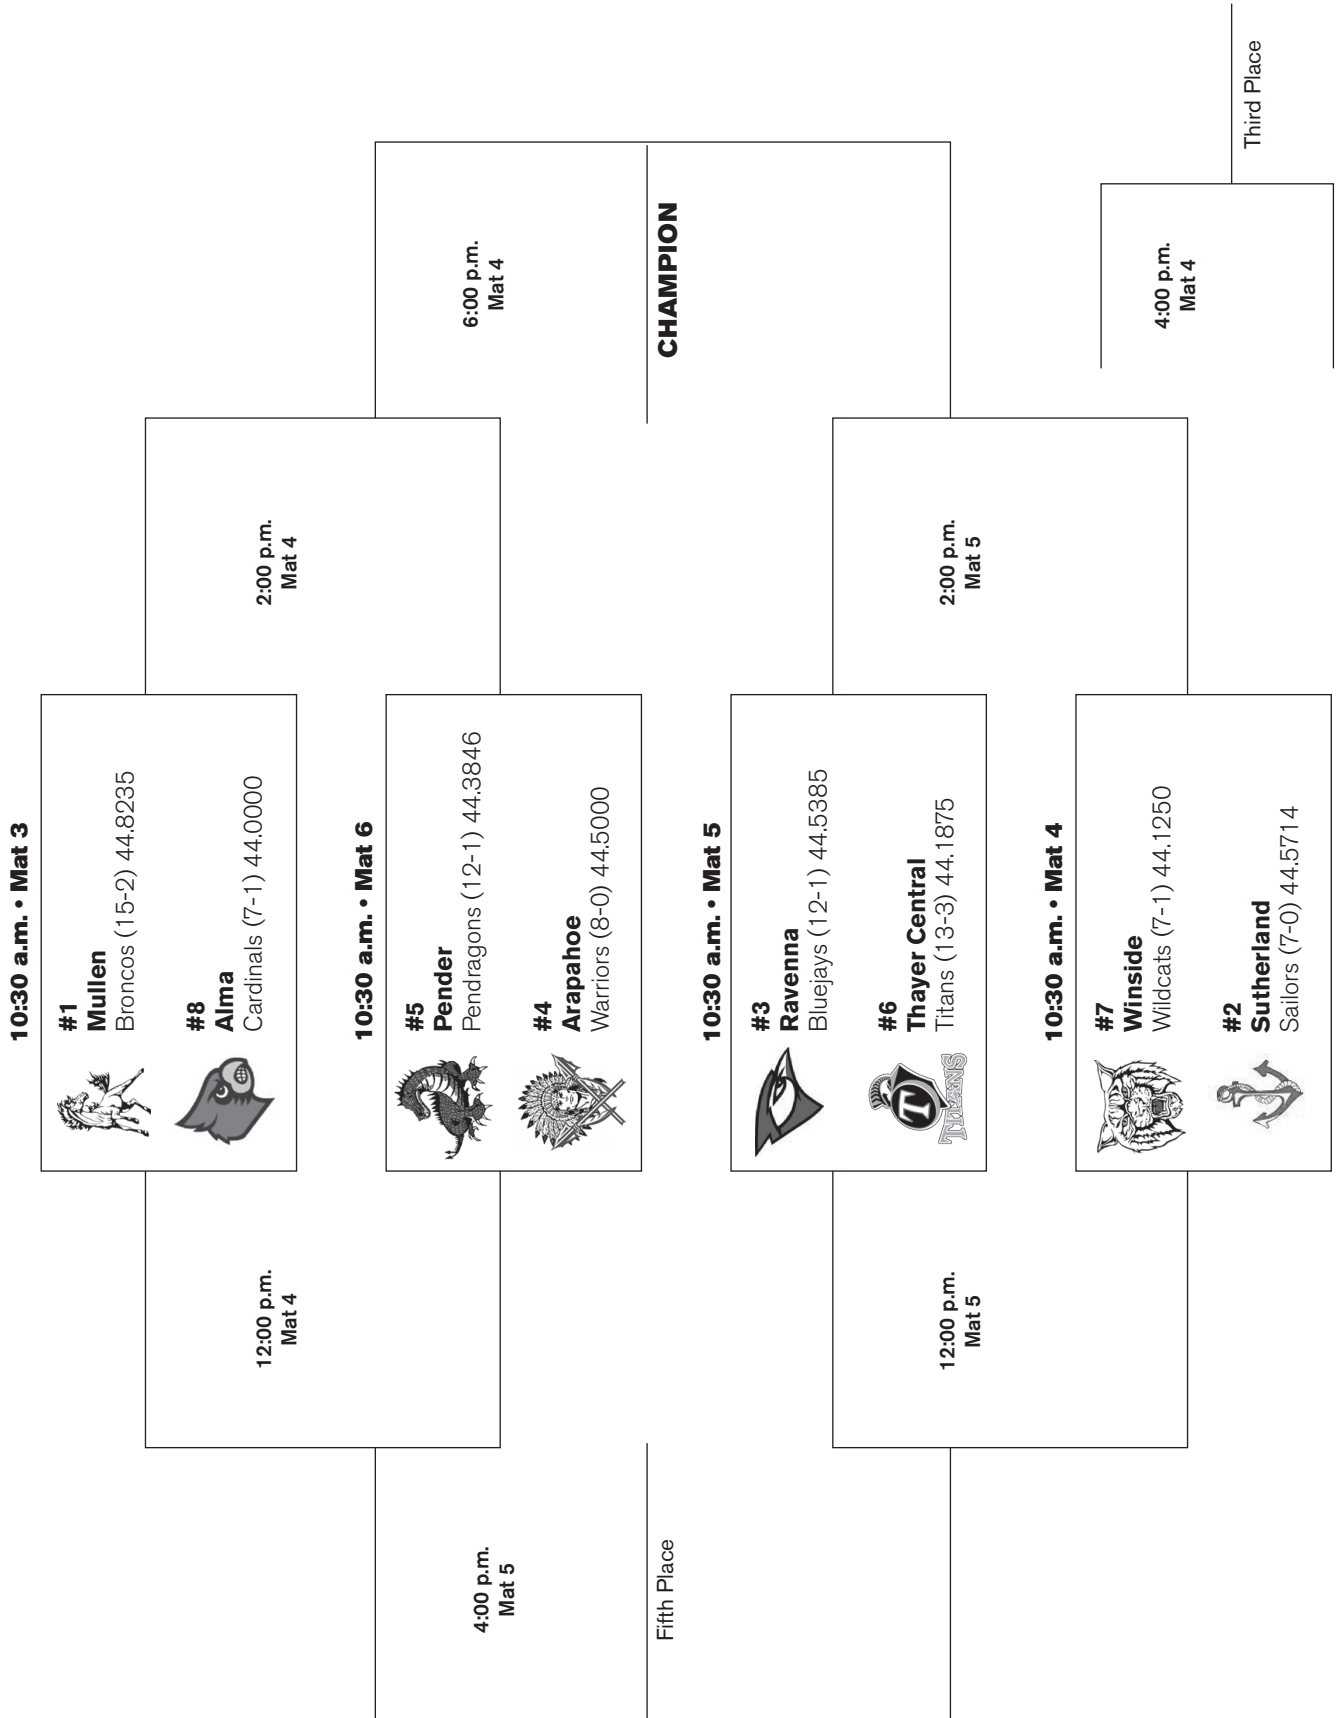 10:30 a.m. • Mat 3
#1
Mullen
Broncos (15-2) 44.8235
#8
Alma
Cardinals (7-1) 44.0000
10:30 a.m. • Mat 6
#5
Pender
Pendragons (12-1) 44.3846
#4
Arapahoe
Warriors (8-0) 44.5000
10:30 a.m. • Mat 5
#3
Ravenna
Bluejays (12-1) 44.5385
T
TITANS
#6
Thayer Central
Titans (13-3) 44.1875
10:30 a.m. • Mat 4
#7
Winside
Wildcats (7-1) 44.1250
#2
Sutherland
Sailors (7-0) 44.5714
12:00 p.m.
Mat 4
12:00 p.m.
Mat 5
4:00 p.m.
Mat 5
Fifth Place
2:00 p.m.
Mat 4
2:00 p.m.
Mat 5
6:00 p.m.
Mat 4
CHAMPION
4:00 p.m.
Mat 4
Third Place